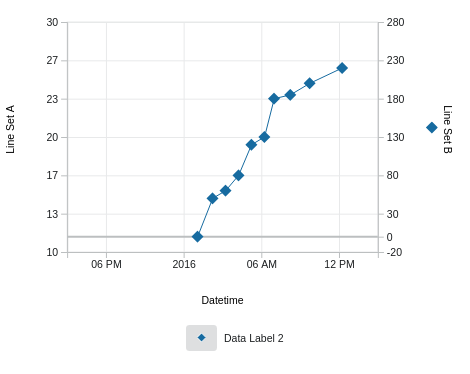 30
27
23
20
17
13
10
Line Set A
280
230
180
130
80
30
0
-20
Line Set B
06 PM
2016
06 AM
12 PM
Datetime
Data Label 2